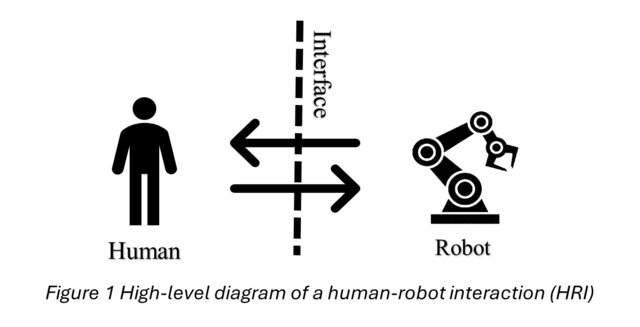 Interface
Human
Robot
Figure 1 High-level diagram of a human-robot interaction (HRI)